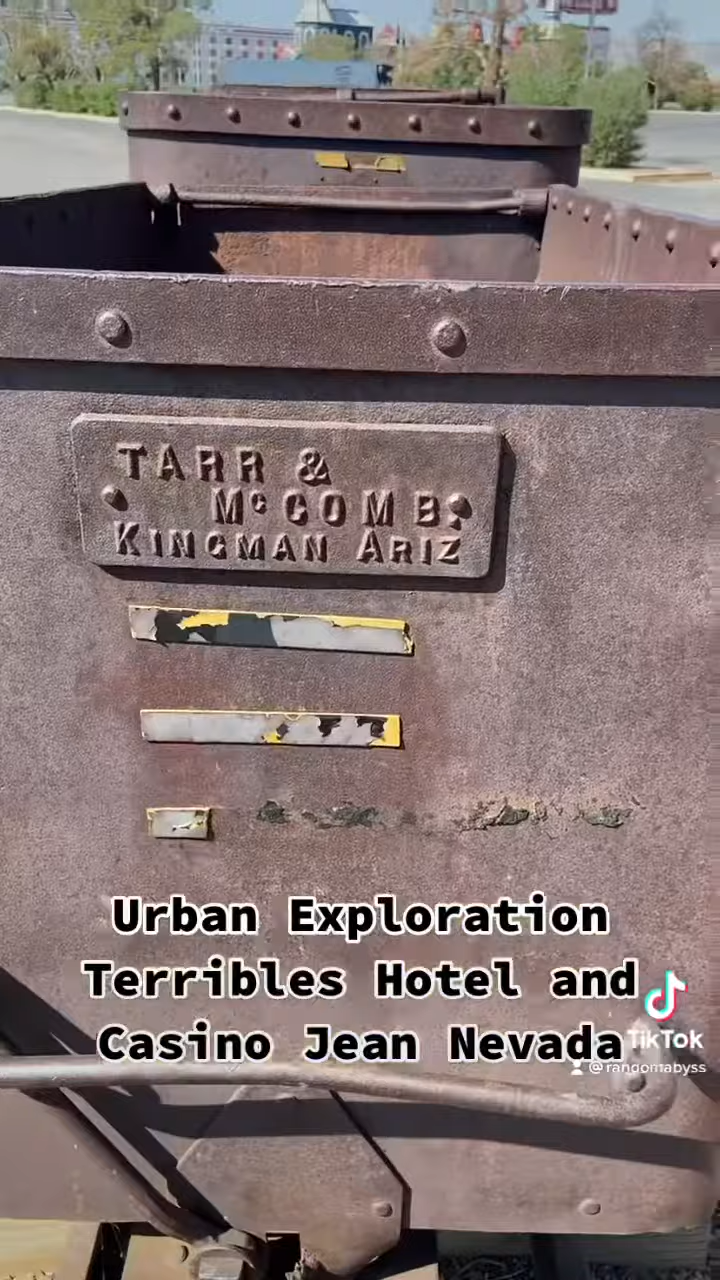 TARR &
McCOMB.
KINGMAN ARIZ
Urban Exploration
Terribles Hotel and
Casino Jean Nevada
TikTok
@randomabyss